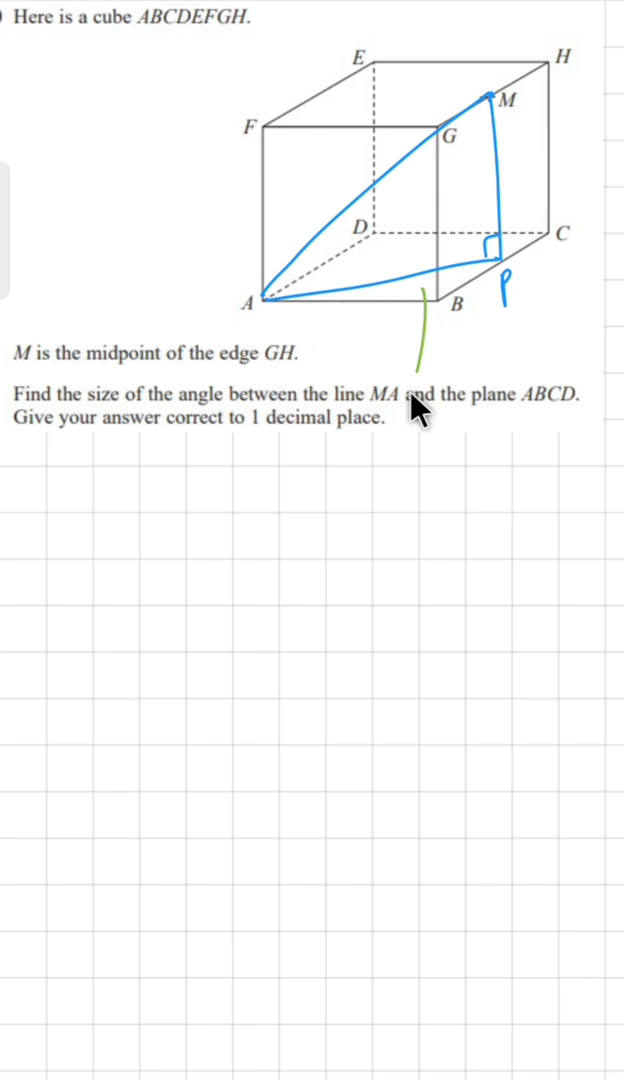 Here is a cube ABCDEFGH.
E
H
M
F
G
D
C
A
B
P
M is the midpoint of the edge GH.
Find the size of the angle between the line MA and the plane ABCD.
Give your answer correct to 1 decimal place.